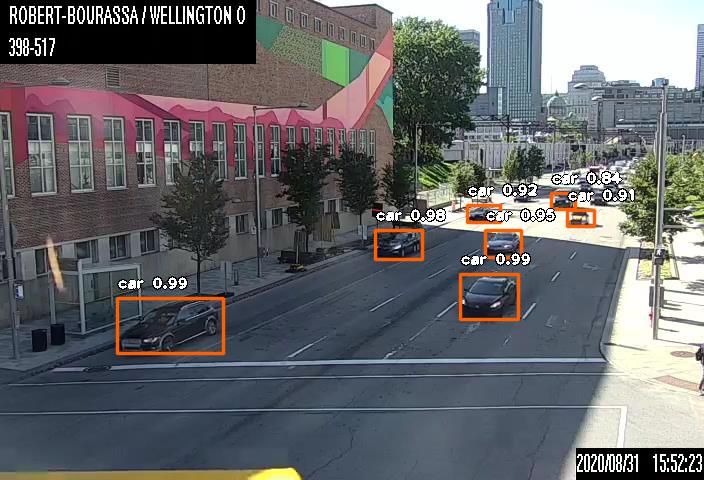 ROBERT-BOURASSA / WELLINGTON O
398-517
car 0.84
car 0.92
car 0.91
car 0.98
car 0.95
car 0.99
car 0.99
2020/08/31 15:52:23